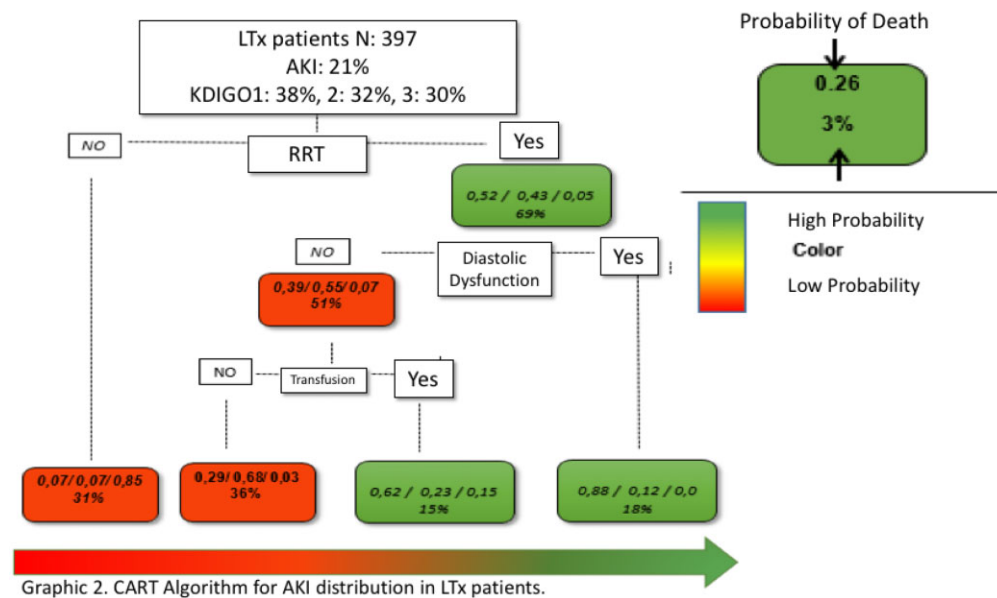 LTx patients N: 397
AKI: 21%
KDIGO1: 38%, 2: 32%, 3: 30%
Probability of Death
0.26
3%
NO
RRT
Yes
0,52 / 0,43 / 0,05
69%
High Probability
Color
Low Probability
NO
Diastolic
Dysfunction
Yes
0,39/ 0,55/ 0,07
51%
NO
Transfusion
Yes
0,07/ 0,07/ 0,85
31%
0,29/ 0,68/ 0,03
36%
0,62 / 0,23 / 0,15
15%
0,88 / 0,12 / 0,0
18%
Graphic 2. CART Algorithm for AKI distribution in LTx patients.